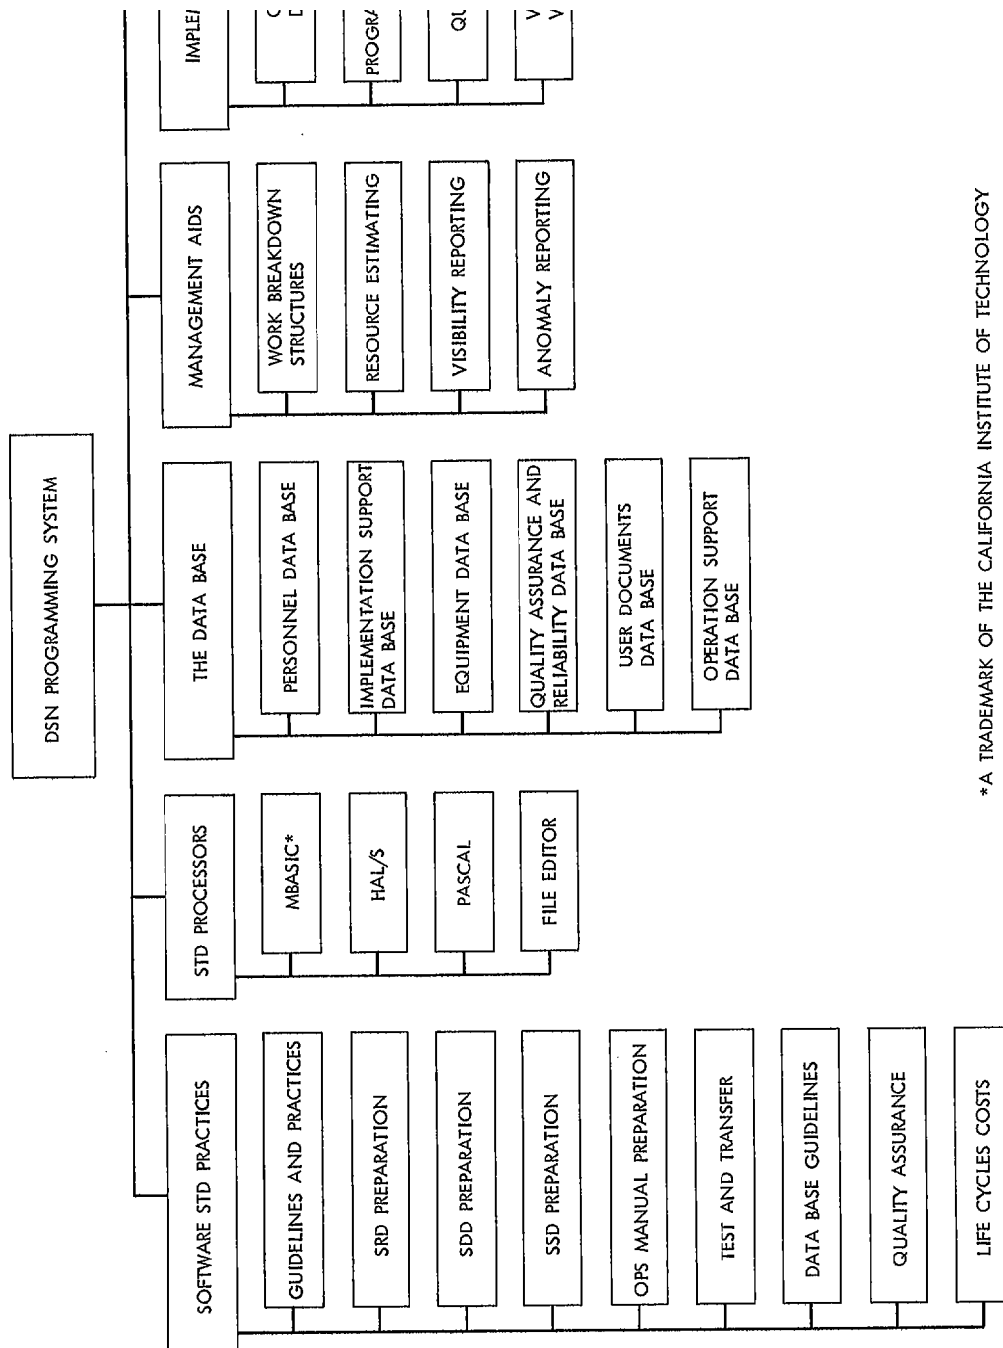 DSN PROGRAMMING SYSTEM
SOFTWARE STD PRACTICES
GUIDELINES AND PRACTICES
SRD PREPARATION
SDD PREPARATION
SSD PREPARATION
OPS MANUAL PREPARATION
TEST AND TRANSFER
DATA BASE GUIDELINES
QUALITY ASSURANCE
LIFE CYCLES COSTS
STD PROCESSORS
MBASIC*
HAL/S
PASCAL
FILE EDITOR
THE DATA BASE
PERSONNEL DATA BASE
IMPLEMENTATION SUPPORT
DATA BASE
EQUIPMENT DATA BASE
QUALITY ASSURANCE AND
RELIABILITY DATA BASE
USER DOCUMENTS
DATA BASE
OPERATION SUPPORT
DATA BASE
MANAGEMENT AIDS
WORK BREAKDOWN
STRUCTURES
RESOURCE ESTIMATING
VISIBILITY REPORTING
ANOMALY REPORTING
*A TRADEMARK OF THE CALIFORNIA INSTITUTE OF TECHNOLOGY